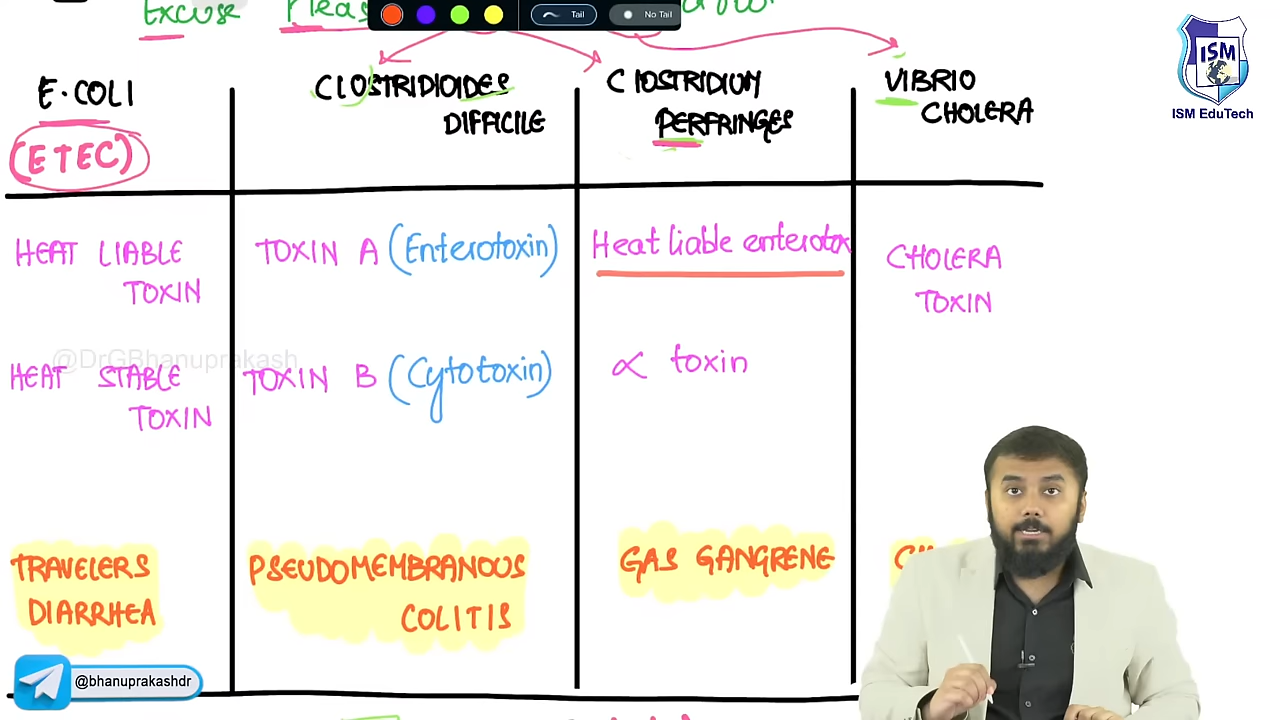 Excuse
Tail
No Tail
ISM
ISM EduTech
E.COLI
(ETEC)
CLOSTRIDIOIDES
DIFFICILE
ClOSTRIDIUM
PERFRINGES
VIBRIO
CHOLERA
HEAT LIABLE
TOXIN
TOXIN A (Enterotoxin)
Heat liable enterotox
CHOLERA
TOXIN
@DrGBhanuprakash
HEAT STABLE
TOXIN
TOXIN B (Cytotoxin)
∝ toxin
TRAVELERS
DIARRHEA
PSEUDOMEMBRANOUS
COLITIS
GAS GANGRENE
@bhanuprakashdr